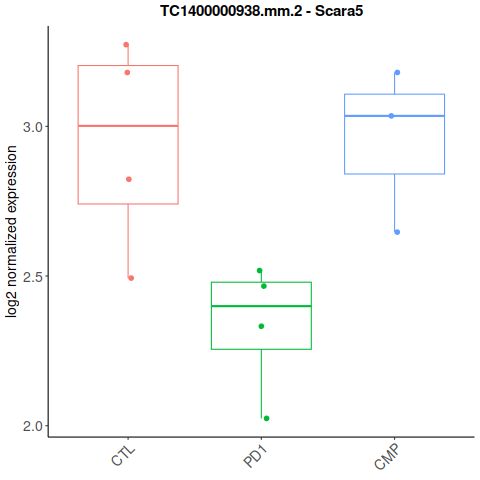 TC1400000938.mm.2 - Scara5
log2 normalized expression
3.0
2.5
2.0
CTL
PD1
CMP